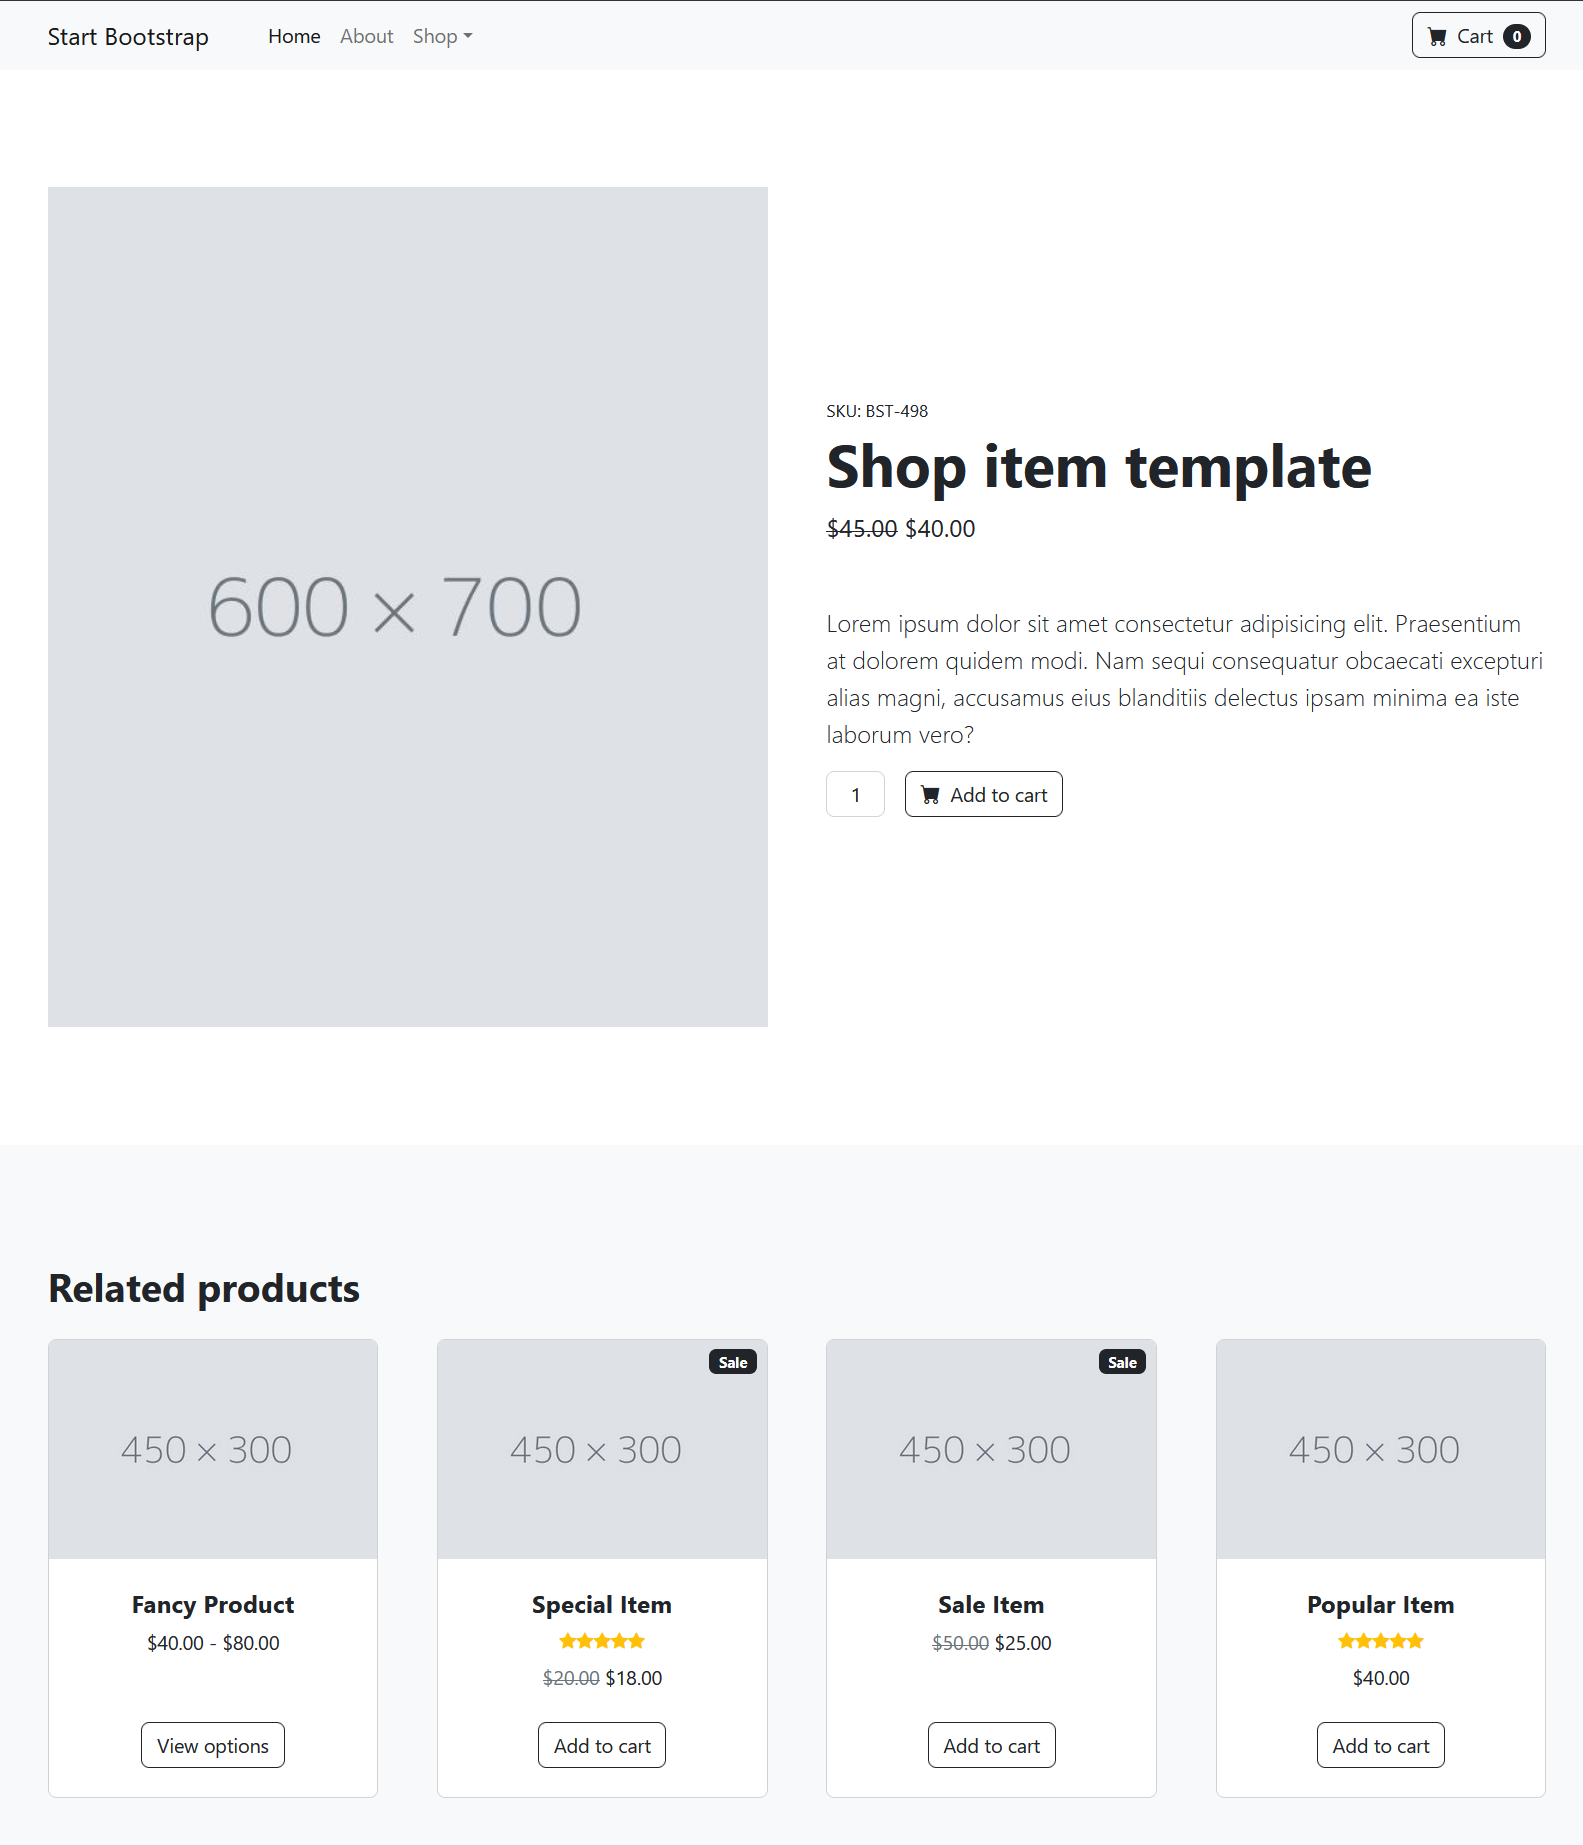 Start Bootstrap Home About Shop Cart 0
600 × 700
SKU: BST-498
Shop item template
$45.00 $40.00
Lorem ipsum dolor sit amet consectetur adipisicing elit. Praesentium
at dolorem quidem modi. Nam sequi consequatur obcaecati excepturi
alias magni, accusamus eius blanditiis delectus ipsam minima ea iste
laborum vero?
1 Add to cart
Related products
450 × 300
Fancy Product
$40.00 - $80.00
View options
Sale
450 × 300
Special Item
$20.00 $18.00
Add to cart
Sale
450 × 300
Sale Item
$50.00 $25.00
Add to cart
450 × 300
Popular Item
$40.00
Add to cart